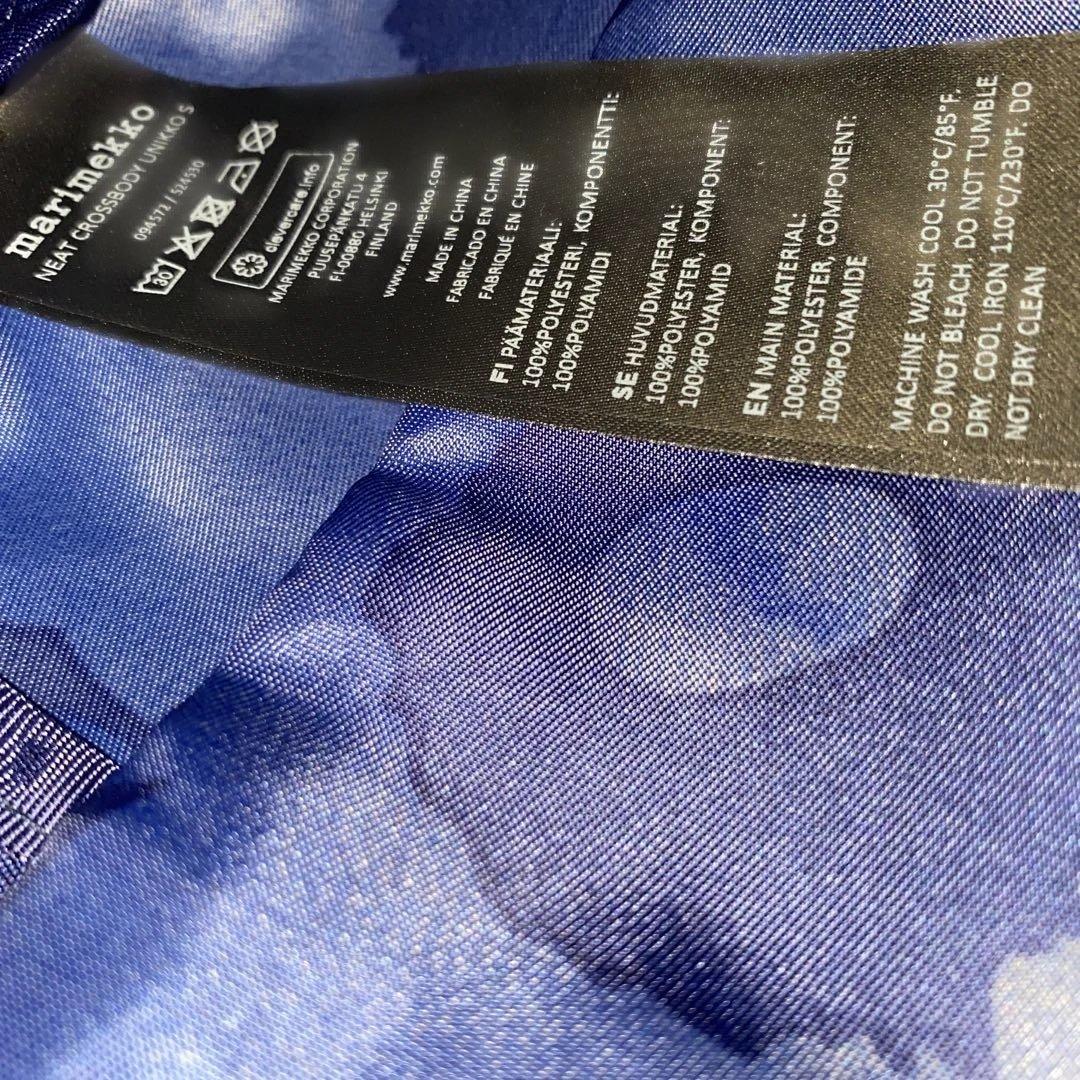 marimekko
NEAT CROSSBODY UNIKKO S
094572 / 524530
30
clevercare.info
MARIMEKKO CORPORATION
PUUSEPÄNKATU 4
FI-00880 HELSINKI
FINLAND
www.marimekko.com
MADE IN CHINA
FABRICADO EN CHINA
FABRIQUÉ EN CHINE
FI PÄÄMATERIAALI:
100%POLYESTERI, KOMPONENTTI:
100%POLYAMIDI
SE HUVUDMATERIAL:
100%POLYESTER, KOMPONENT:
100%POLYAMID
EN MAIN MATERIAL:
100%POLYESTER, COMPONENT:
100%POLYAMIDE
MACHINE WASH COOL 30°C/85°F,
DO NOT BLEACH, DO NOT TUMBLE
DRY COOL IRON 110°C/230°F. DO
NOT DRY CLEAN